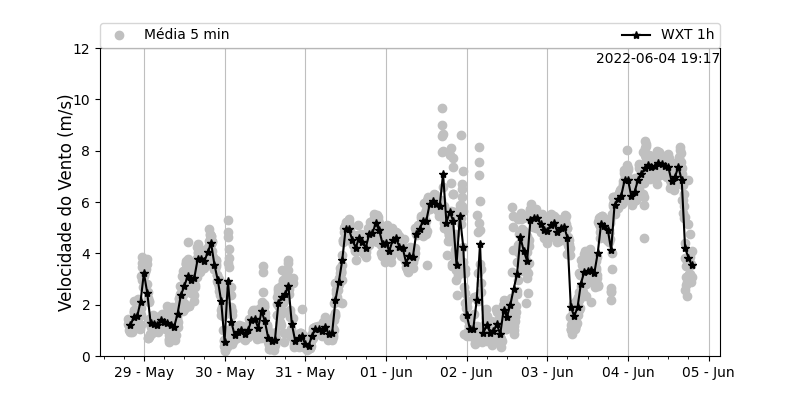 Média 5 min
WXT 1h
2022-06-04 19:17
Velocidade do Vento (m/s)
12
10
8
6
4
2
0
29 - May
30 - May
31 - May
01 - Jun
02 - Jun
03 - Jun
04 - Jun
05 - Jun